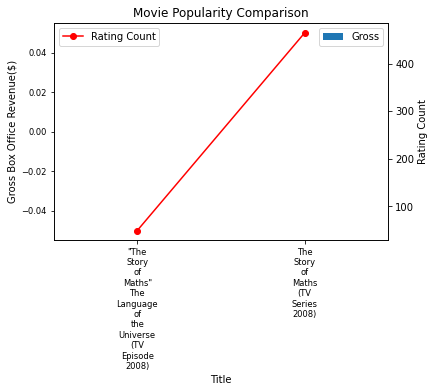 Movie Popularity Comparison
Rating Count
Gross
0.04
0.02
0.00
−0.02
−0.04
Gross Box Office Revenue($)
400
300
200
100
Rating Count
"The
Story
of
Maths"
The
Language
of
the
Universe
(TV
Episode
2008)
The
Story
of
Maths
(TV
Series
2008)
Title